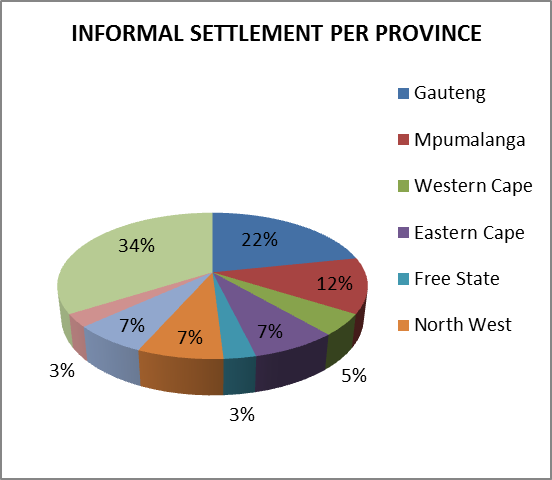 INFORMAL SETTLEMENT PER PROVINCE
Gauteng
Mpumalanga
Western Cape
Eastern Cape
Free State
North West
22%
12%
5%
7%
3%
7%
7%
3%
34%